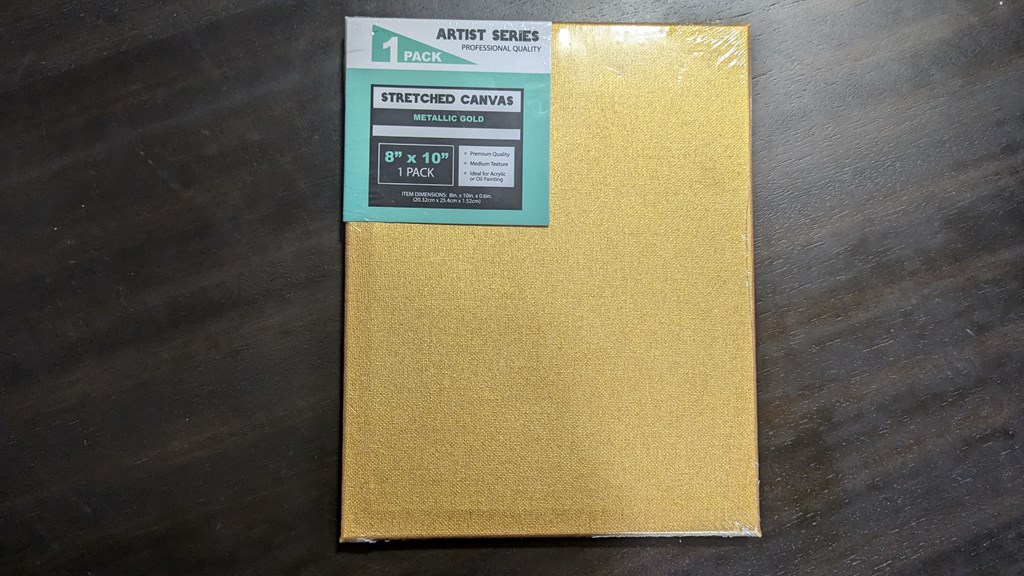 1 PACK
ARTIST SERIES
PROFESSIONAL QUALITY
STRETCHED CANVAS
METALLIC GOLD
8” x 10”
1 PACK
Premium Quality
Medium Texture
Ideal for Acrylic
or Oil Painting
ITEM DIMENSIONS: 8in. x 10in. x 0.6in.
(20.32cm x 25.4cm x 1.52cm)